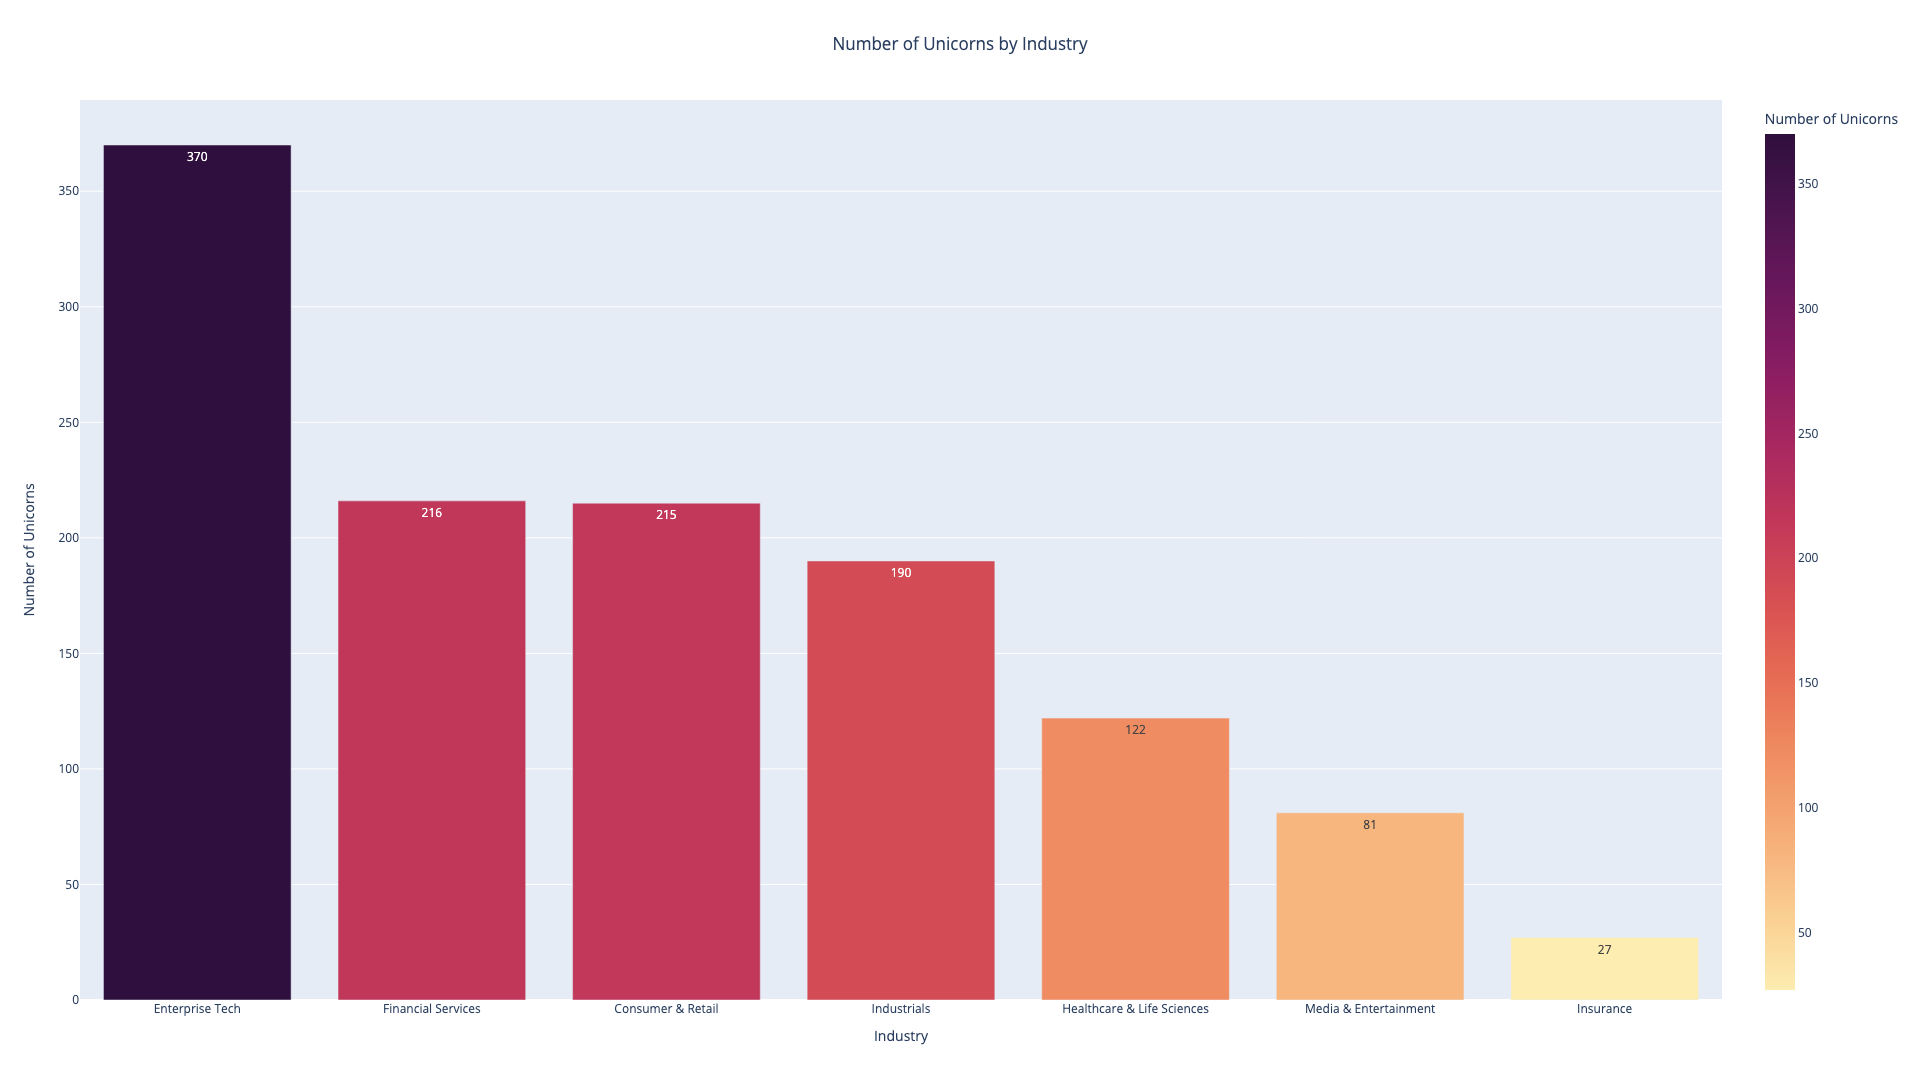 Number of Unicorns by Industry
Number of Unicorns
350
300
250
200
150
100
50
0
370
216
215
190
122
81
27
Enterprise Tech
Financial Services
Consumer & Retail
Industrials
Healthcare & Life Sciences
Media & Entertainment
Insurance
Industry
Number of Unicorns
350
300
250
200
150
100
50